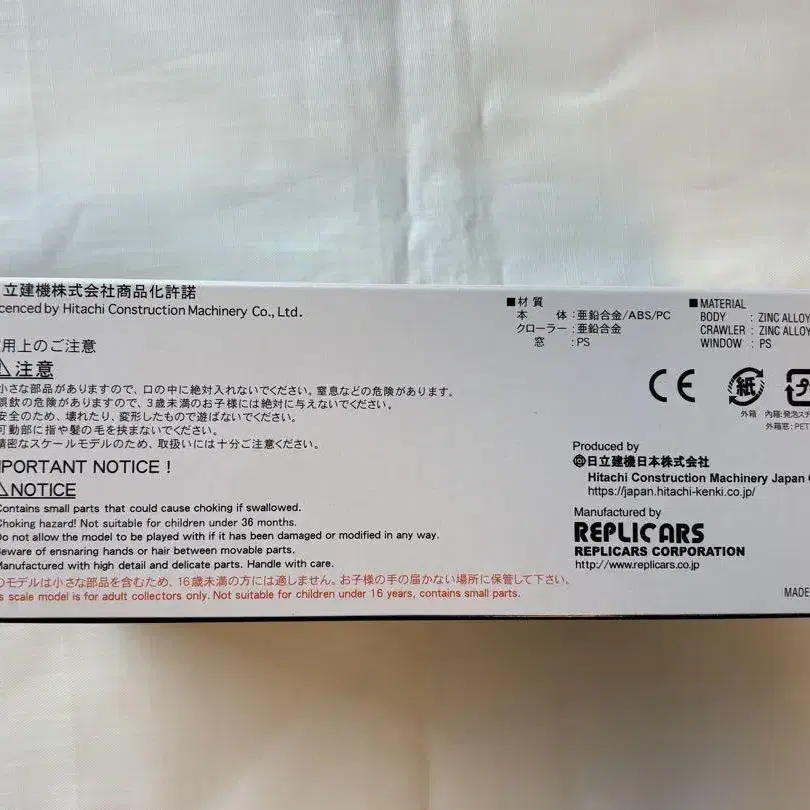 立建機株式会社商品化許諾
icenced by Hitachi Construction Machinery Co., Ltd.
用上のご注意
注意
小さな部品がありますので、口の中に絶対入れないでください。窒息などの危険があります。
誤飲の危険がありますので、3歳未満のお子様には絶対に与えないでください。
安全のため、壊れたり、変形したもので遊ばないでください。
可動部に指や髪の毛を挟まないでください。
精密なスケールモデルのため、取扱いには十分ご注意ください。
MPORTANT NOTICE !
NOTICE
Contains small parts that could cause choking if swallowed.
Choking hazard! Not suitable for children under 36 months.
Do not allow the model to be played with if it has been damaged or modified in any way.
Beware of ensnaring hands or hair between movable parts.
Manufactured with high detail and delicate parts. Handle with care.
のモデルは小さな部品を含むため、16歳未満の方には適しません。お子様の手の届かない場所に保管して下さい。
s scale model is for adult collectors only. Not suitable for children under 16 years, contains small parts.
■材質
本 体:亜鉛合金/ABS/PC
クローラー:亜鉛合金
窓:PS
■MATERIAL
BODY : ZINC ALLOY
CRAWLER : ZINC ALLOY
WINDOW : PS
CE
紙
外箱
内箱:発泡スチ
外箱窓:PET
Produced by
日立建機日本株式会社
Hitachi Construction Machinery Japan
https://japan.hitachi-kenki.co.jp/
Manufactured by
REPLICARS
REPLICARS CORPORATION
http://www.replicars.co.jp
MADE